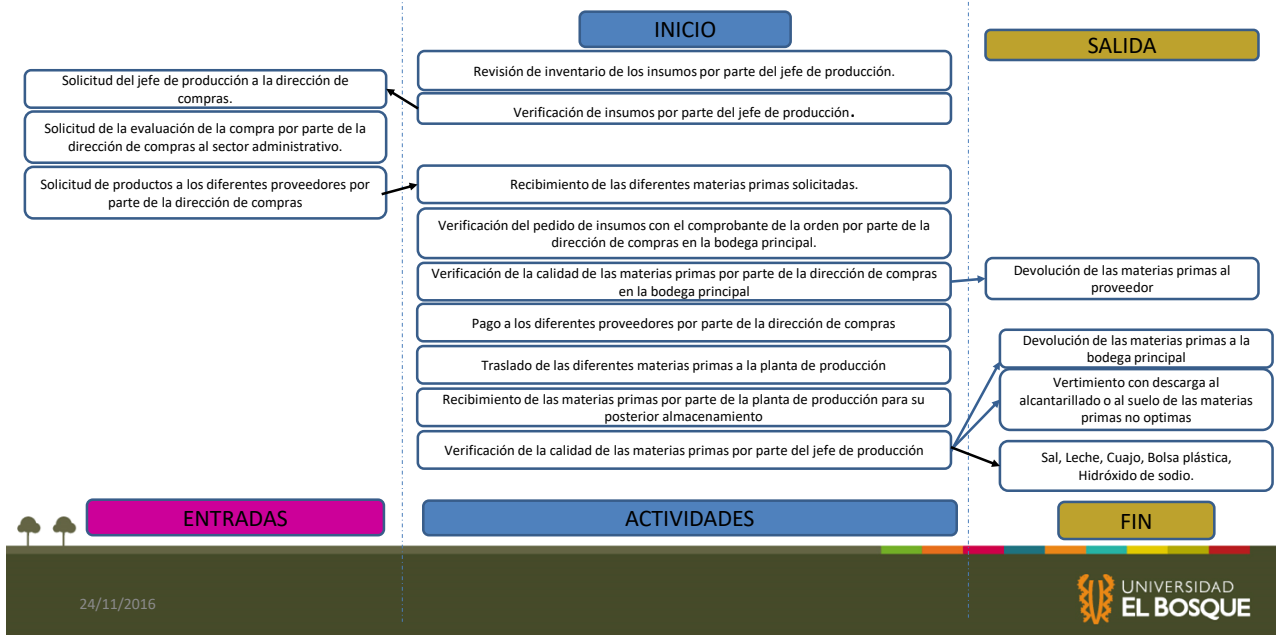 INICIO
SALIDA
Solicitud del jefe de producción a la dirección de
compras.
Solicitud de la evaluación de la compra por parte de la
dirección de compras al sector administrativo.
Solicitud de productos a los diferentes proveedores por
parte de la dirección de compras
Revisión de inventario de los insumos por parte del jefe de producción.
Verificación de insumos por parte del jefe de producción.
Recibimiento de las diferentes materias primas solicitadas.
Verificación del pedido de insumos con el comprobante de la orden por parte de la
dirección de compras en la bodega principal.
Verificación de la calidad de las materias primas por parte de la dirección de compras
en la bodega principal
Pago a los diferentes proveedores por parte de la dirección de compras
Traslado de las diferentes materias primas a la planta de producción
Recibimiento de las materias primas por parte de la planta de producción para su
posterior almacenamiento
Verificación de la calidad de las materias primas por parte del jefe de producción
Devolución de las materias primas al
proveedor
Devolución de las materias primas a la
bodega principal
Vertimiento con descarga al
alcantarillado o al suelo de las materias
primas no optimas
Sal, Leche, Cuajo, Bolsa plástica,
Hidróxido de sodio.
ENTRADAS
ACTIVIDADES
FIN
24/11/2016
UNIVERSIDAD
EL BOSQUE